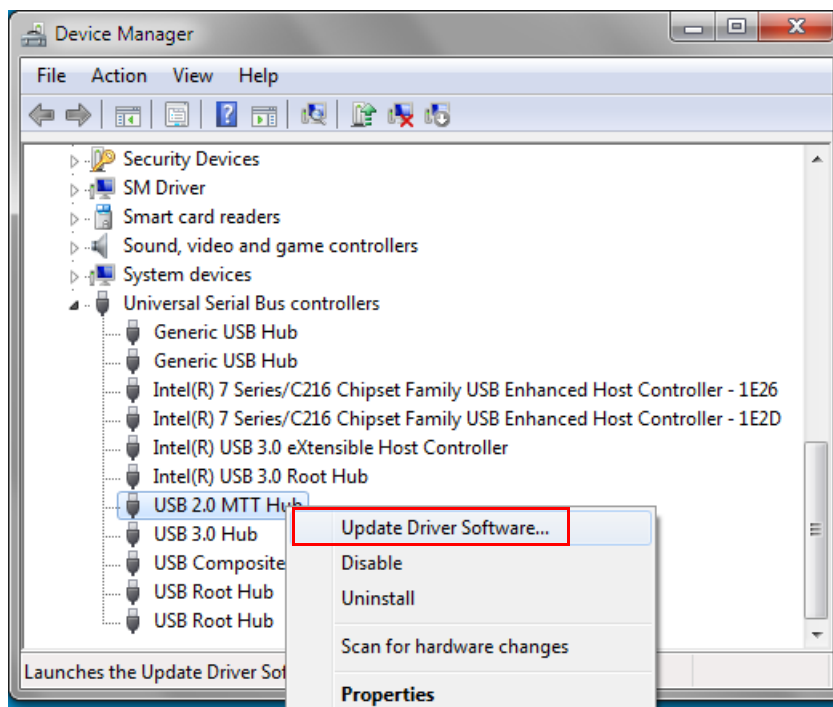 Device Manager
File Action View Help
Security Devices
SM Driver
Smart card readers
Sound, video and game controllers
System devices
Universal Serial Bus controllers
Generic USB Hub
Generic USB Hub
Intel(R) 7 Series/C216 Chipset Family USB Enhanced Host Controller - 1E26
Intel(R) 7 Series/C216 Chipset Family USB Enhanced Host Controller - 1E2D
Intel(R) USB 3.0 eXtensible Host Controller
Intel(R) USB 3.0 Root Hub
USB 2.0 MTT Hub
Update Driver Software...
USB 3.0 Hub
Disable
USB Composite
Uninstall
USB Root Hub
USB Root Hub
Scan for hardware changes
Launches the Update Driver Sof
Properties